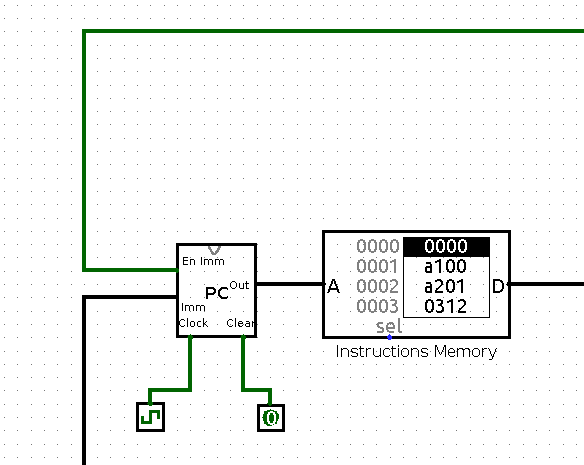 En Imm
Out
PC
Imm
Clock Clear
0
A
0000 0000
0001 a100
0002 a201
0003 0312
D
sel
Instructions Memory